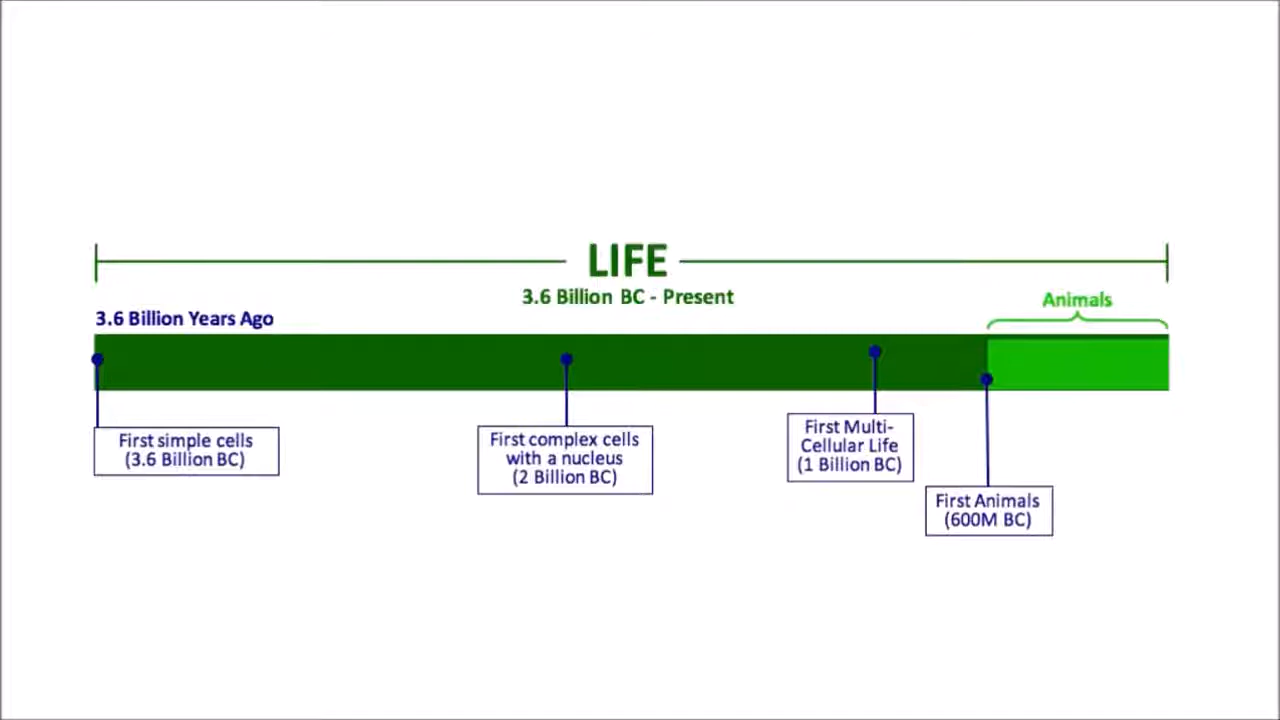 LIFE
3.6 Billion BC - Present
Animals
3.6 Billion Years Ago
First simple cells
(3.6 Billion BC)
First complex cells
with a nucleus
(2 Billion BC)
First Multi-
Cellular Life
(1 Billion BC)
First Animals
(600M BC)